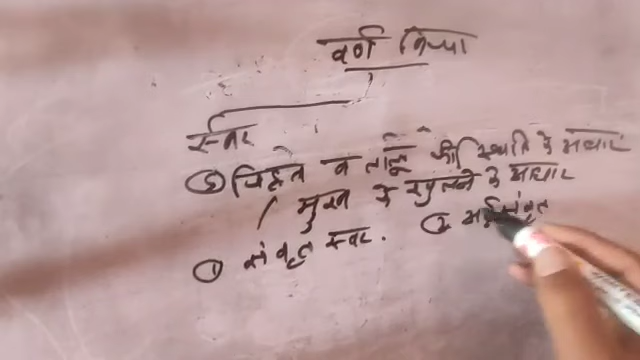 वर्ण विचार
स्वर
⑤ जिह्वा व तालु की स्थिति के आधार
/ मुख के खुलने के आधार
① संवृत स्वर. ② अर्द्धसंवृत